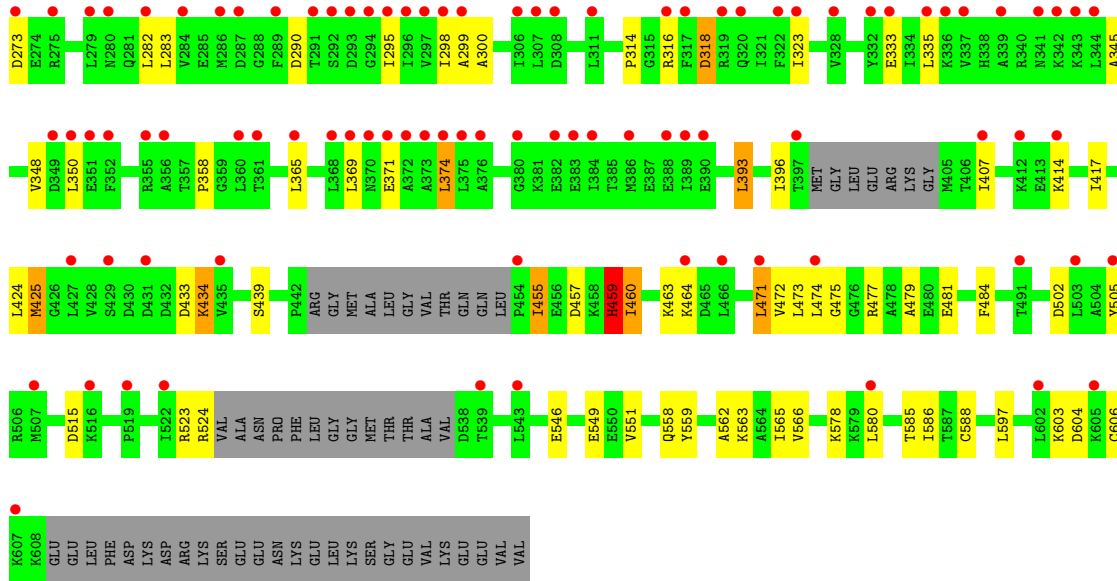 D273 E274 R275 L279 N280 Q281 L282 L283 V284 E285 M286 D287 G288 F289 D290 T291 S292 D293 G294 I295 I296 V297 I298 A299 A300 I306 L307 D308 L311 P314 G315 R316 F317 D318 R319 Q320 I321 F322 I323 V328 Y332 E333 I334 L335 K336 V337 H338 A339 R340 N341 K342 K343 L344 A345
V348 D349 L350 E351 F352 R355 A356 T357 P358 G359 L360 T361 L365 L368 L369 N370 E371 A372 A373 L374 L375 A376 G380 K381 E382 E383 I384 T385 M386 E387 E388 I389 E390 L393 I396 T397 MET GLY LEU GLU ARG LYS GLY M405 T406 I407 K412 E413 K414 I417
L424 M425 G426 L427 V428 S429 D430 D431 D432 D433 K434 V435 S439 P442 ARG GLY MET ALA LEU GLY VAL THR GLN GLN LEU P454 I455 E456 D457 K458 H459 I460 K463 K464 D465 L466 L471 V472 L473 L474 G475 G476 R477 A478 A479 E480 E481 F484 T491 D502 L503 A504 Y505
R506 M507 D515 K516 P519 I522 R523 R524 VAL ALA ASN PRO PHE LEU GLY GLY MET THR THR ALA VAL D538 T539 L543 E546 E549 E550 V551 Q558 Y559 A562 K563 A564 I565 V566 K578 K579 L580 T585 I586 T587 C588 L597 L602 K603 D604 K605 C606
K607 K608 GLU GLU LEU PHE ASP LYS ASP ARG LYS SER GLU GLU ASN LYS GLU LEU LYS SER GLY GLU VAL LYS GLU GLU VAL VAL